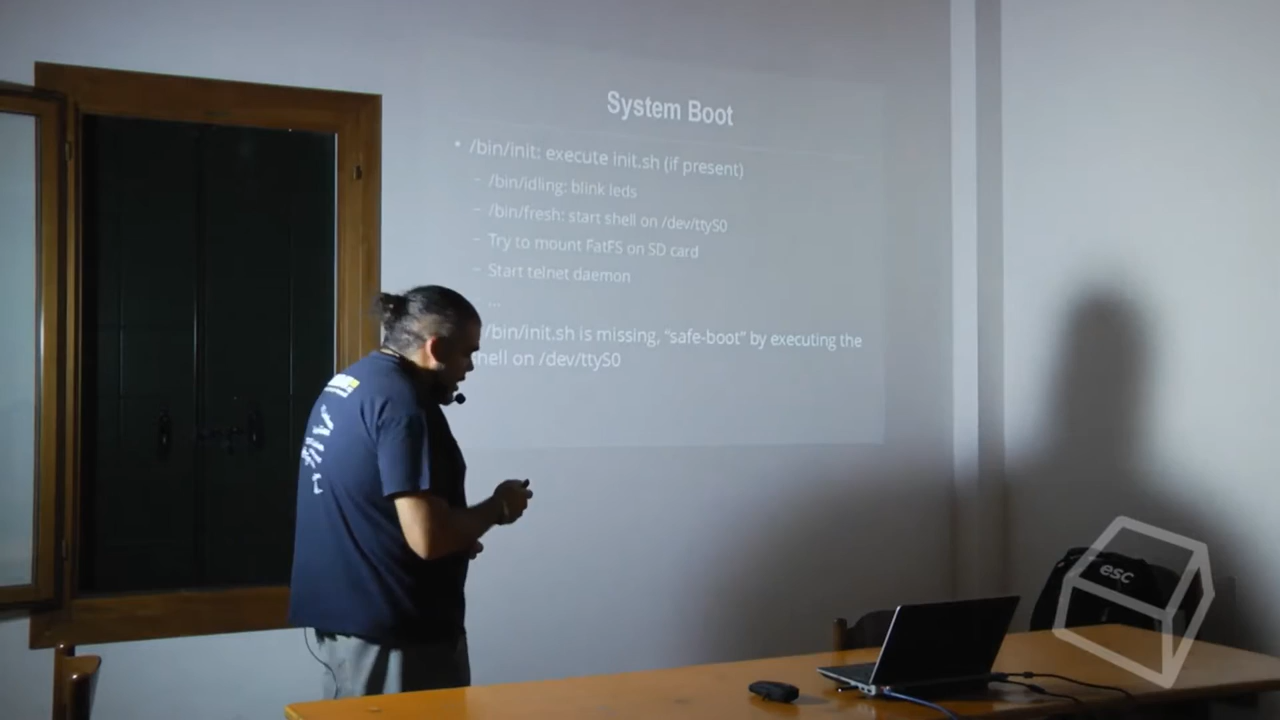 System Boot
• /bin/init: execute init.sh (if present)
– /bin/idling: blink leds
– /bin/fresh: start shell on /dev/ttyS0
– Try to mount FatFS on SD card
– Start telnet daemon
– ...
/bin/init.sh is missing, “safe-boot” by executing the
hell on /dev/ttyS0
esc